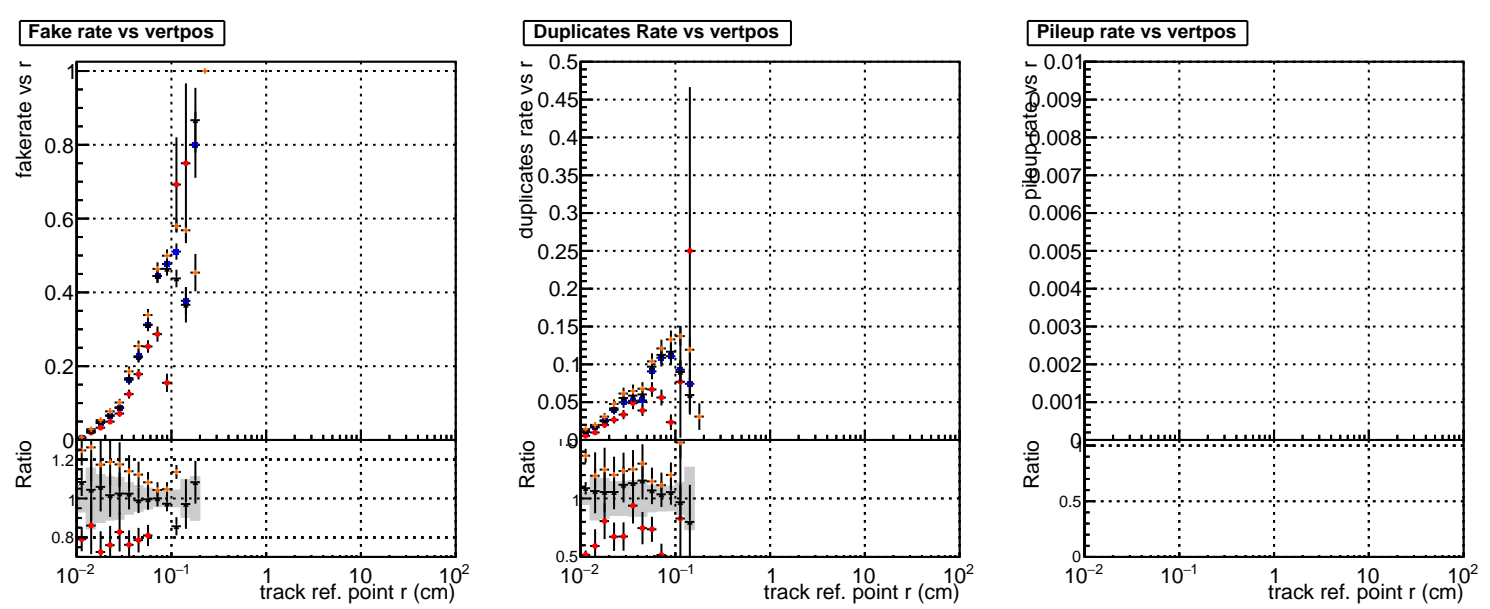 Fake rate vs vertpos
fakerate vs r
1
0.8
0.6
0.4
0.2
0
Ratio
1.2
1
0.8
10−2 10−1 1 10 102
track ref. point r (cm)
Duplicates Rate vs vertpos
duplicates rate vs r
0.5
0.45
0.4
0.35
0.3
0.25
0.2
0.15
0.1
0.05
0
Ratio
1
0.5
10−2 10−1 1 10 102
track ref. point r (cm)
Pileup rate vs vertpos
pileup rate vs r
0.01
0.009
0.008
0.007
0.006
0.005
0.004
0.003
0.002
0.001
0
Ratio
1
0.5
0
10−2 10−1 1 10 102
track ref. point r (cm)